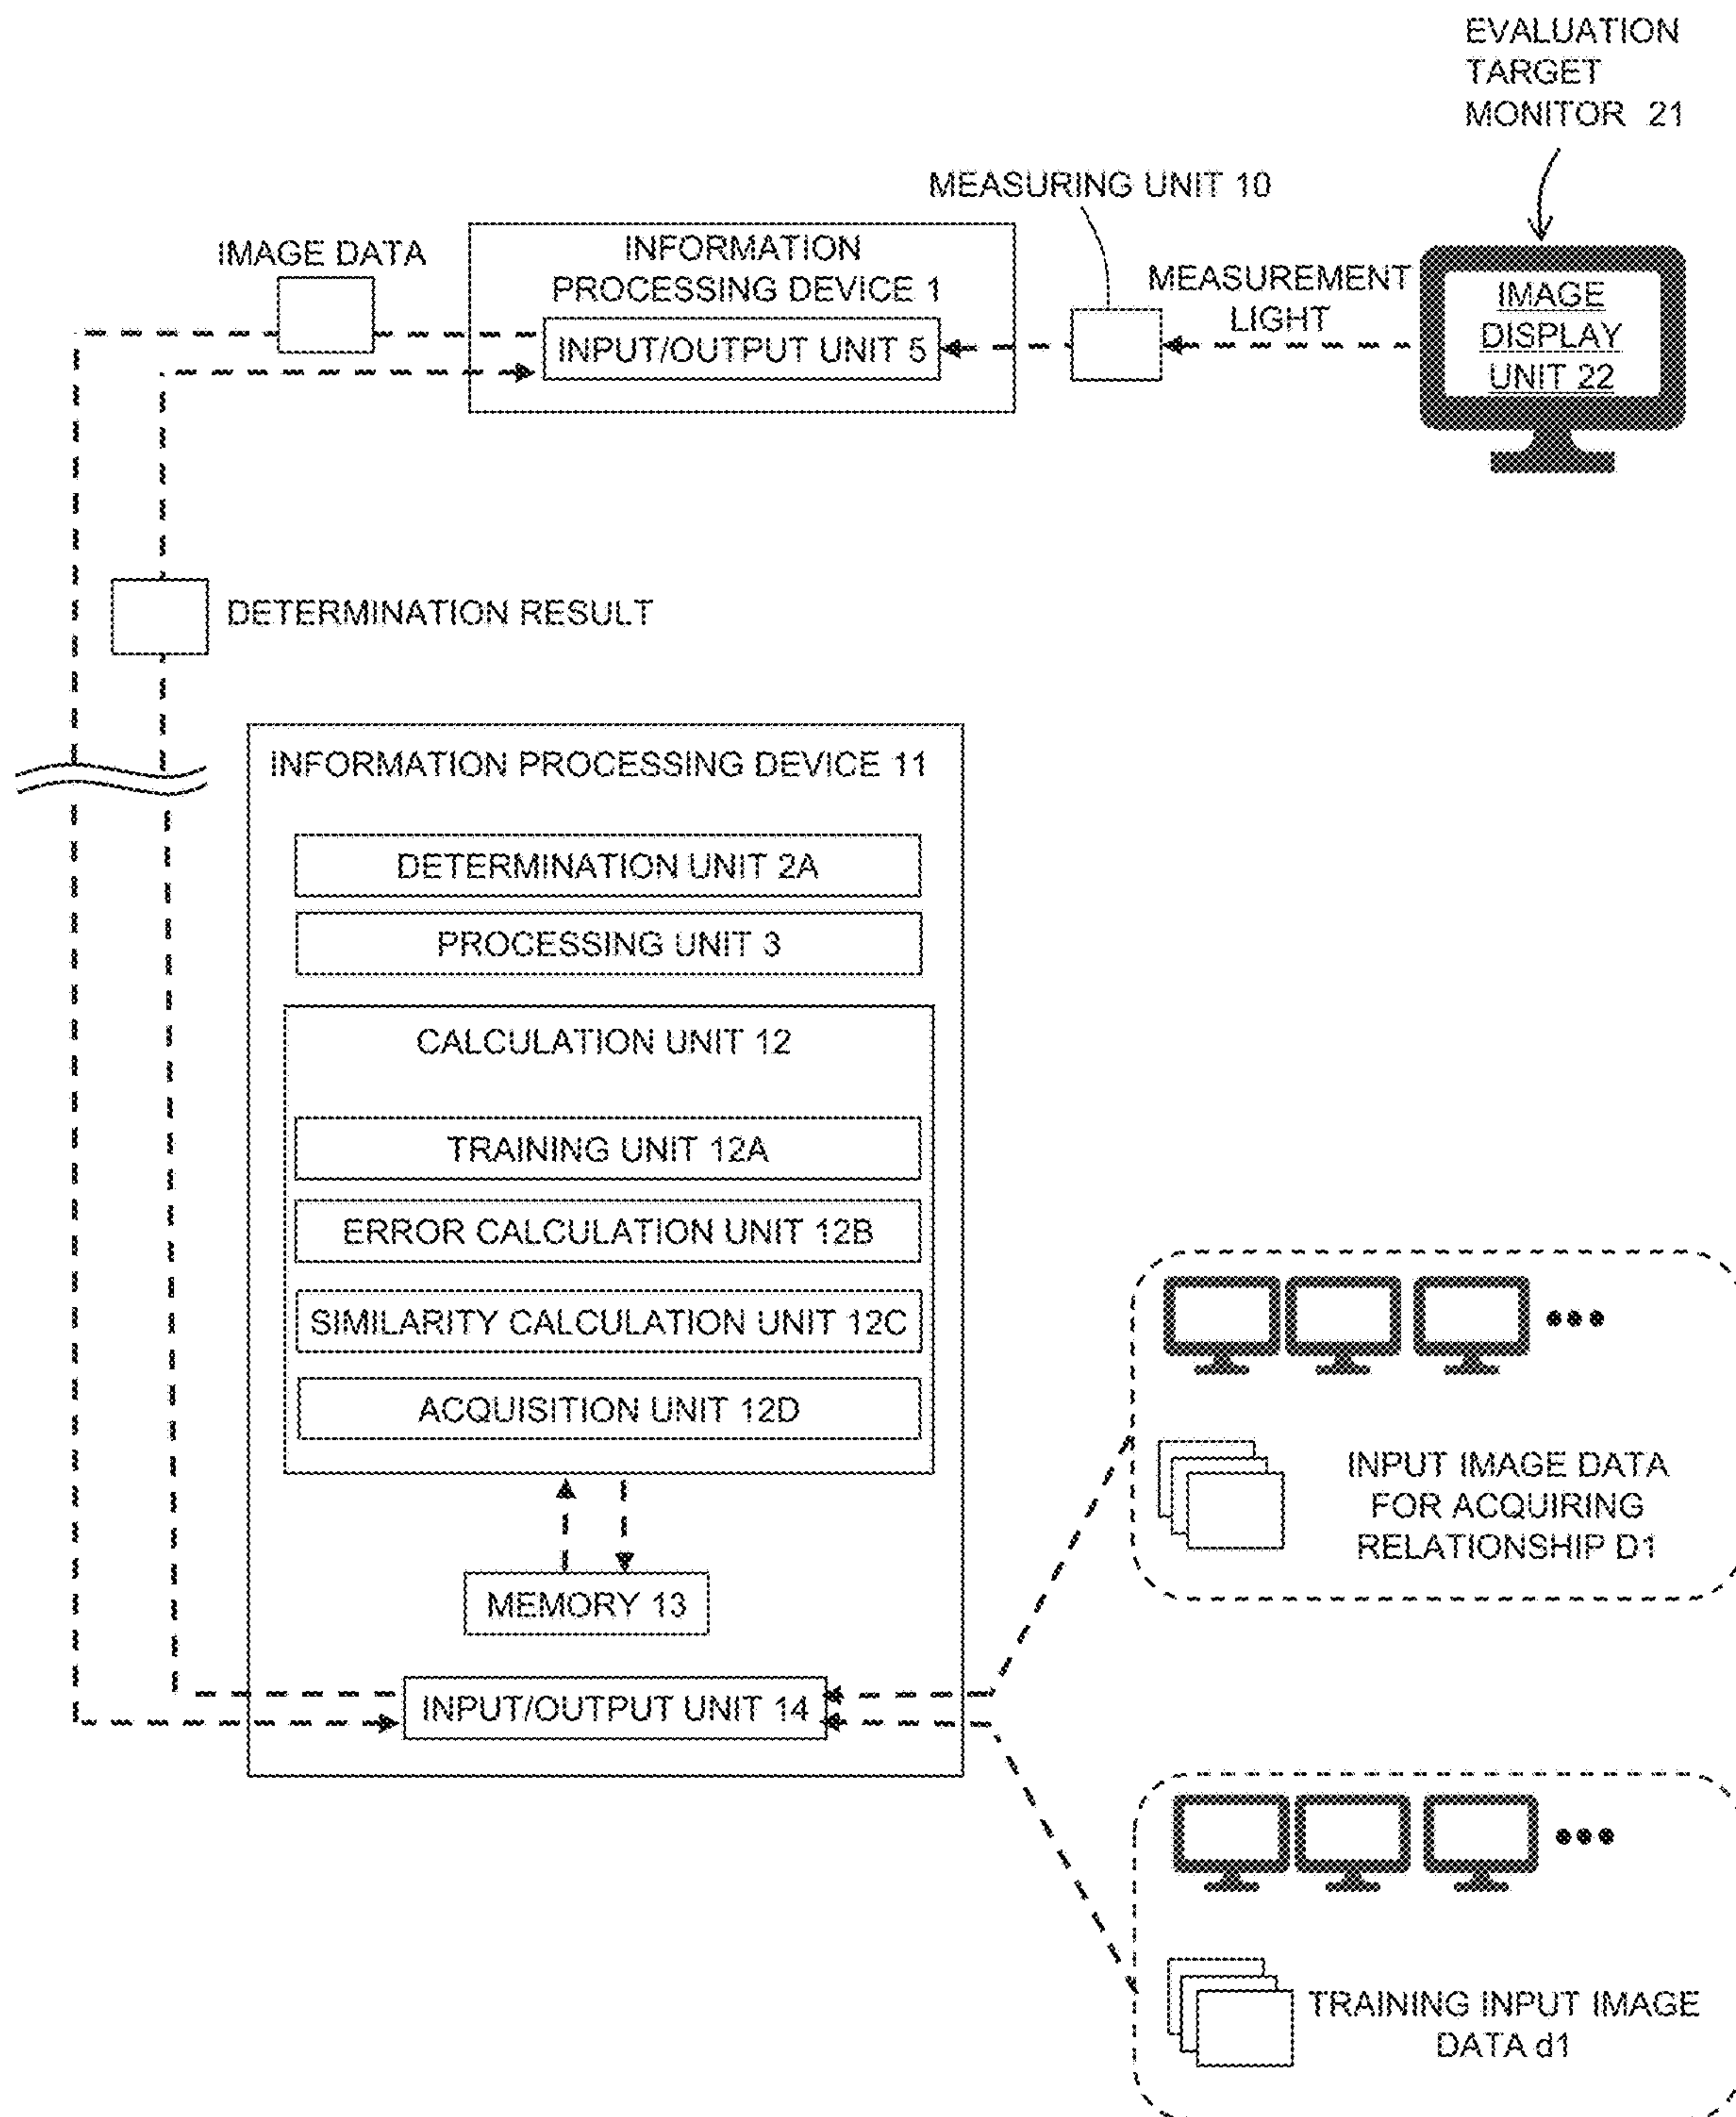 EVALUATION
TARGET
MONITOR 21
MEASURING UNIT 10
IMAGE DATA
INFORMATION
PROCESSING DEVICE 1
INPUT/OUTPUT UNIT 5
MEASUREMENT
LIGHT
IMAGE
DISPLAY
UNIT 22
DETERMINATION RESULT
INFORMATION PROCESSING DEVICE 11
DETERMINATION UNIT 2A
PROCESSING UNIT 3
CALCULATION UNIT 12
TRAINING UNIT 12A
ERROR CALCULATION UNIT 12B
SIMILARITY CALCULATION UNIT 12C
ACQUISITION UNIT 12D
MEMORY 13
INPUT/OUTPUT UNIT 14
INPUT IMAGE DATA
FOR ACQUIRING
RELATIONSHIP D1
TRAINING INPUT IMAGE
DATA d1